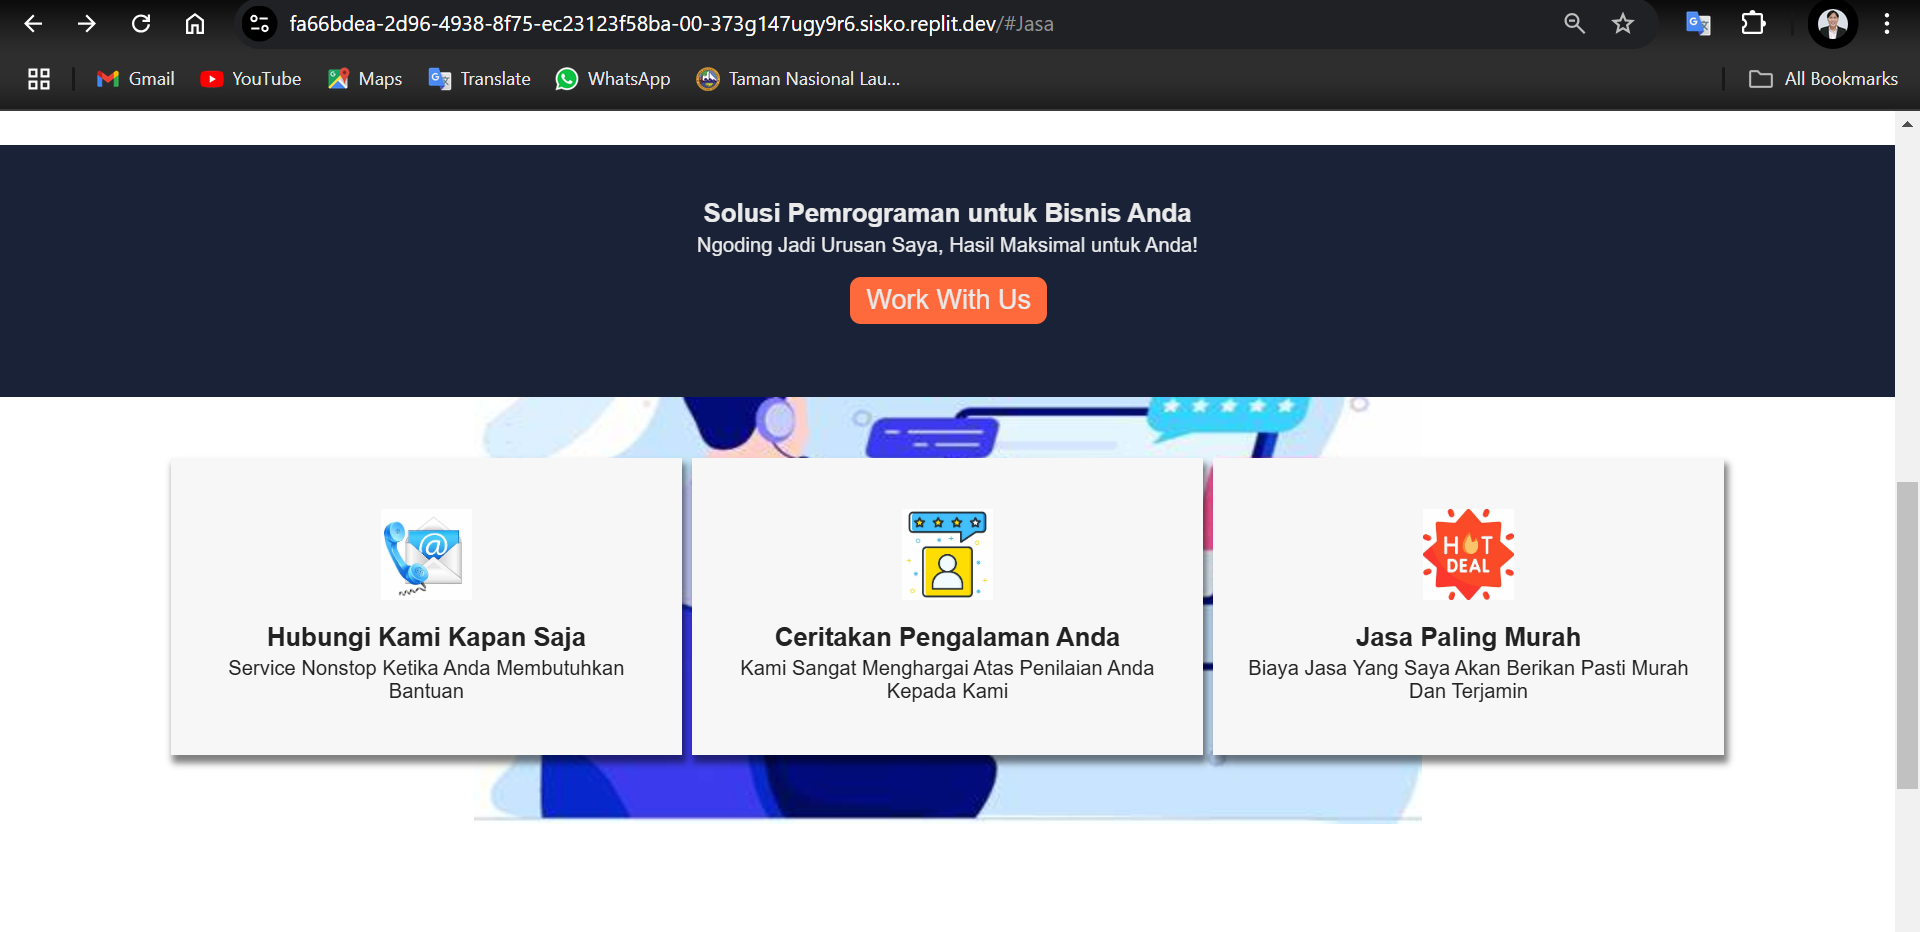 fa66bdea-2d96-4938-8f75-ec23123f58ba-00-373g147ugy9r6.sisko.replit.dev/#Jasa
Gmail YouTube Maps Translate WhatsApp Taman Nasional Lau... All Bookmarks
Solusi Pemrograman untuk Bisnis Anda
Ngoding Jadi Urusan Saya, Hasil Maksimal untuk Anda!
Work With Us
Hubungi Kami Kapan Saja
Service Nonstop Ketika Anda Membutuhkan
Bantuan
Ceritakan Pengalaman Anda
Kami Sangat Menghargai Atas Penilaian Anda
Kepada Kami
HOT
DEAL
Jasa Paling Murah
Biaya Jasa Yang Saya Akan Berikan Pasti Murah
Dan Terjamin